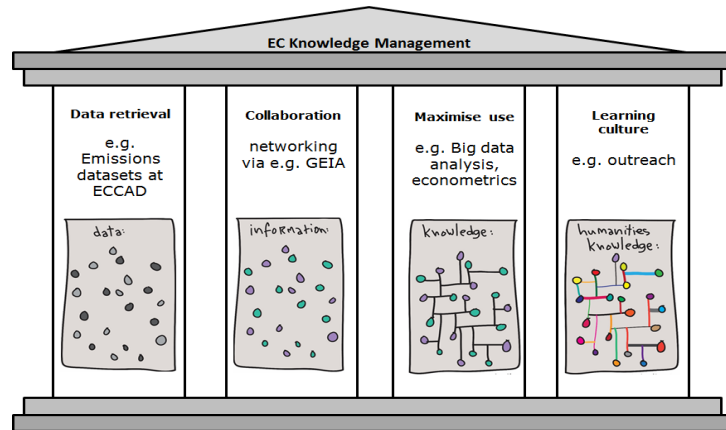 EC Knowledge Management
Data retrieval
e.g.
Emissions
datasets at
ECCAD
data:
Collaboration
networking
via e.g. GEIA
information:
Maximise use
e.g. Big data
analysis,
econometrics
knowledge:
Learning
culture
e.g. outreach
humanities
knowledge: